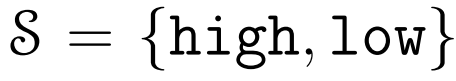 𝒮 = {high, low}